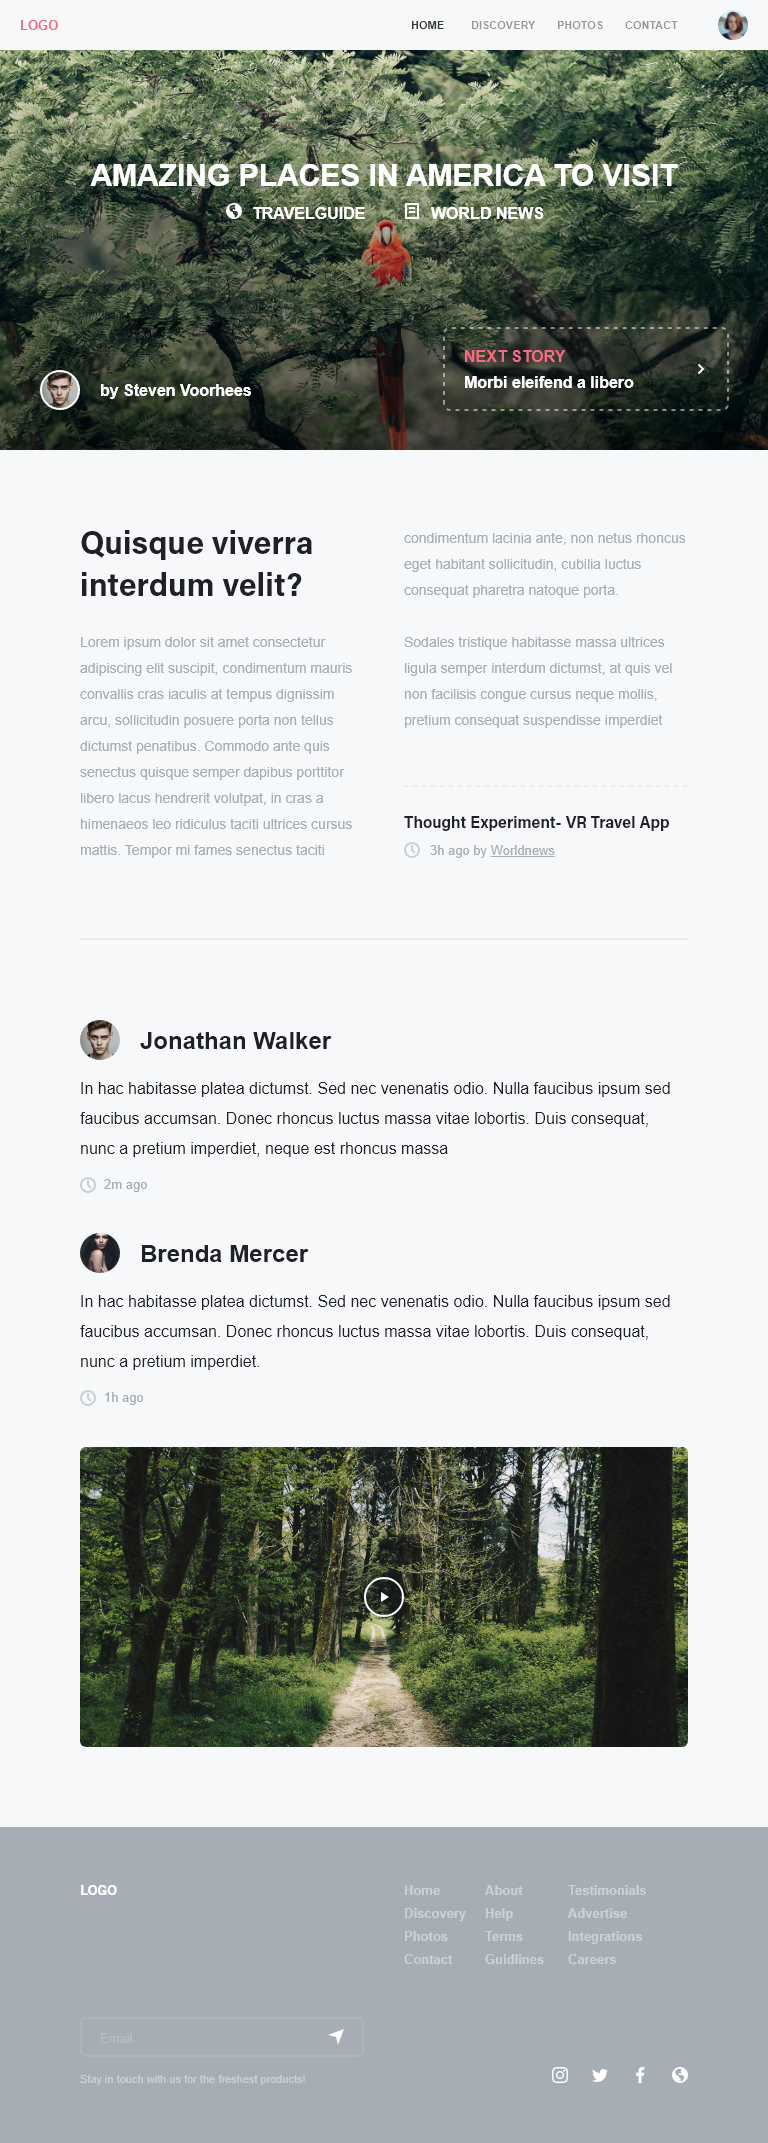 LOGO
HOME DISCOVERY PHOTOS CONTACT
AMAZING PLACES IN AMERICA TO VISIT
TRAVELGUIDE WORLD NEWS
by Steven Voorhees
NEXT STORY
Morbi eleifend a libero
Quisque viverra
interdum velit?
Lorem ipsum dolor sit amet consectetur
adipiscing elit suscipit, condimentum mauris
convallis cras iaculis at tempus dignissim
arcu, sollicitudin posuere porta non tellus
dictumst penatibus. Commodo ante quis
senectus quisque semper dapibus porttitor
libero lacus hendrerit volutpat, in cras a
himenaeos leo ridiculus taciti ultrices cursus
mattis. Tempor mi fames senectus taciti
condimentum lacinia ante, non netus rhoncus
eget habitant sollicitudin, cubilia luctus
consequat pharetra natoque porta.
Sodales tristique habitasse massa ultrices
ligula semper interdum dictumst, at quis vel
non facilisis congue cursus neque mollis,
pretium consequat suspendisse imperdiet
Thought Experiment- VR Travel App
3h ago by Worldnews
Jonathan Walker
In hac habitasse platea dictumst. Sed nec venenatis odio. Nulla faucibus ipsum sed
faucibus accumsan. Donec rhoncus luctus massa vitae lobortis. Duis consequat,
nunc a pretium imperdiet, neque est rhoncus massa
2m ago
Brenda Mercer
In hac habitasse platea dictumst. Sed nec venenatis odio. Nulla faucibus ipsum sed
faucibus accumsan. Donec rhoncus luctus massa vitae lobortis. Duis consequat,
nunc a pretium imperdiet.
1h ago
LOGO
Home About Testimonials
Discovery Help Advertise
Photos Terms Integrations
Contact Guidlines Careers
Email
Stay in touch with us for the freshest products!